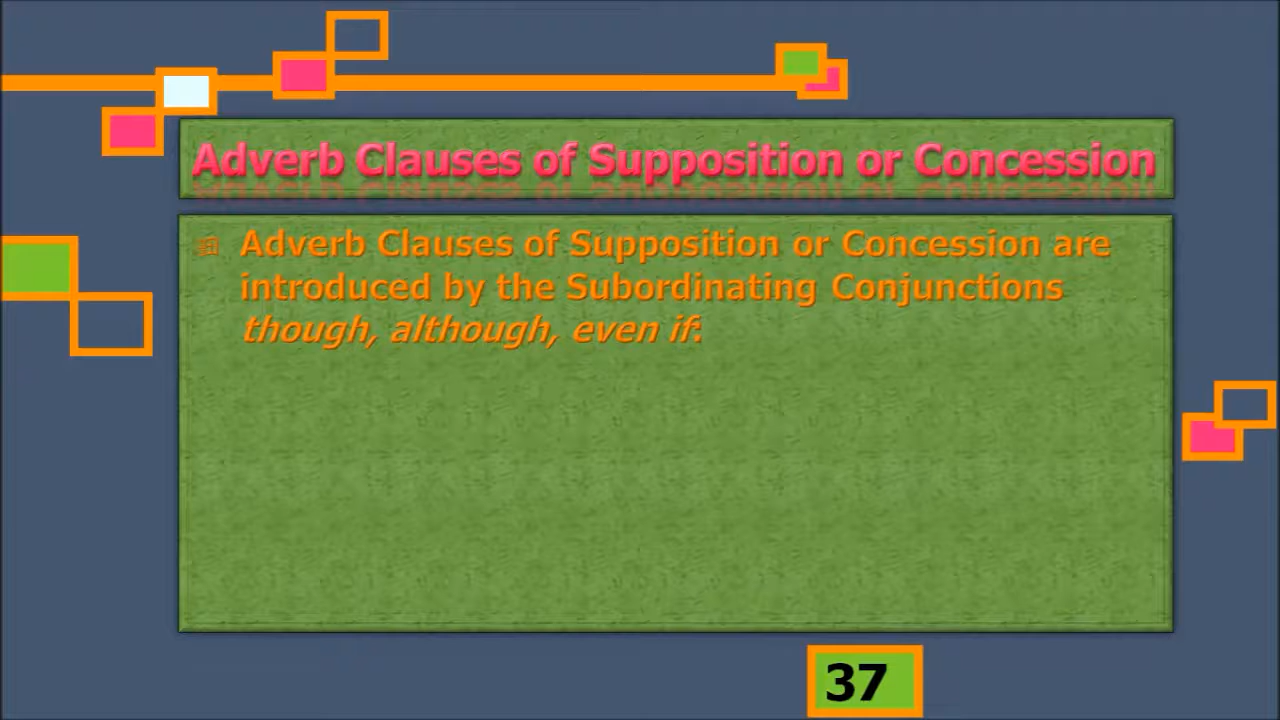 Adverb Clauses of Supposition or Concession
Adverb Clauses of Supposition or Concession are
introduced by the Subordinating Conjunctions
though, although, even if:
37